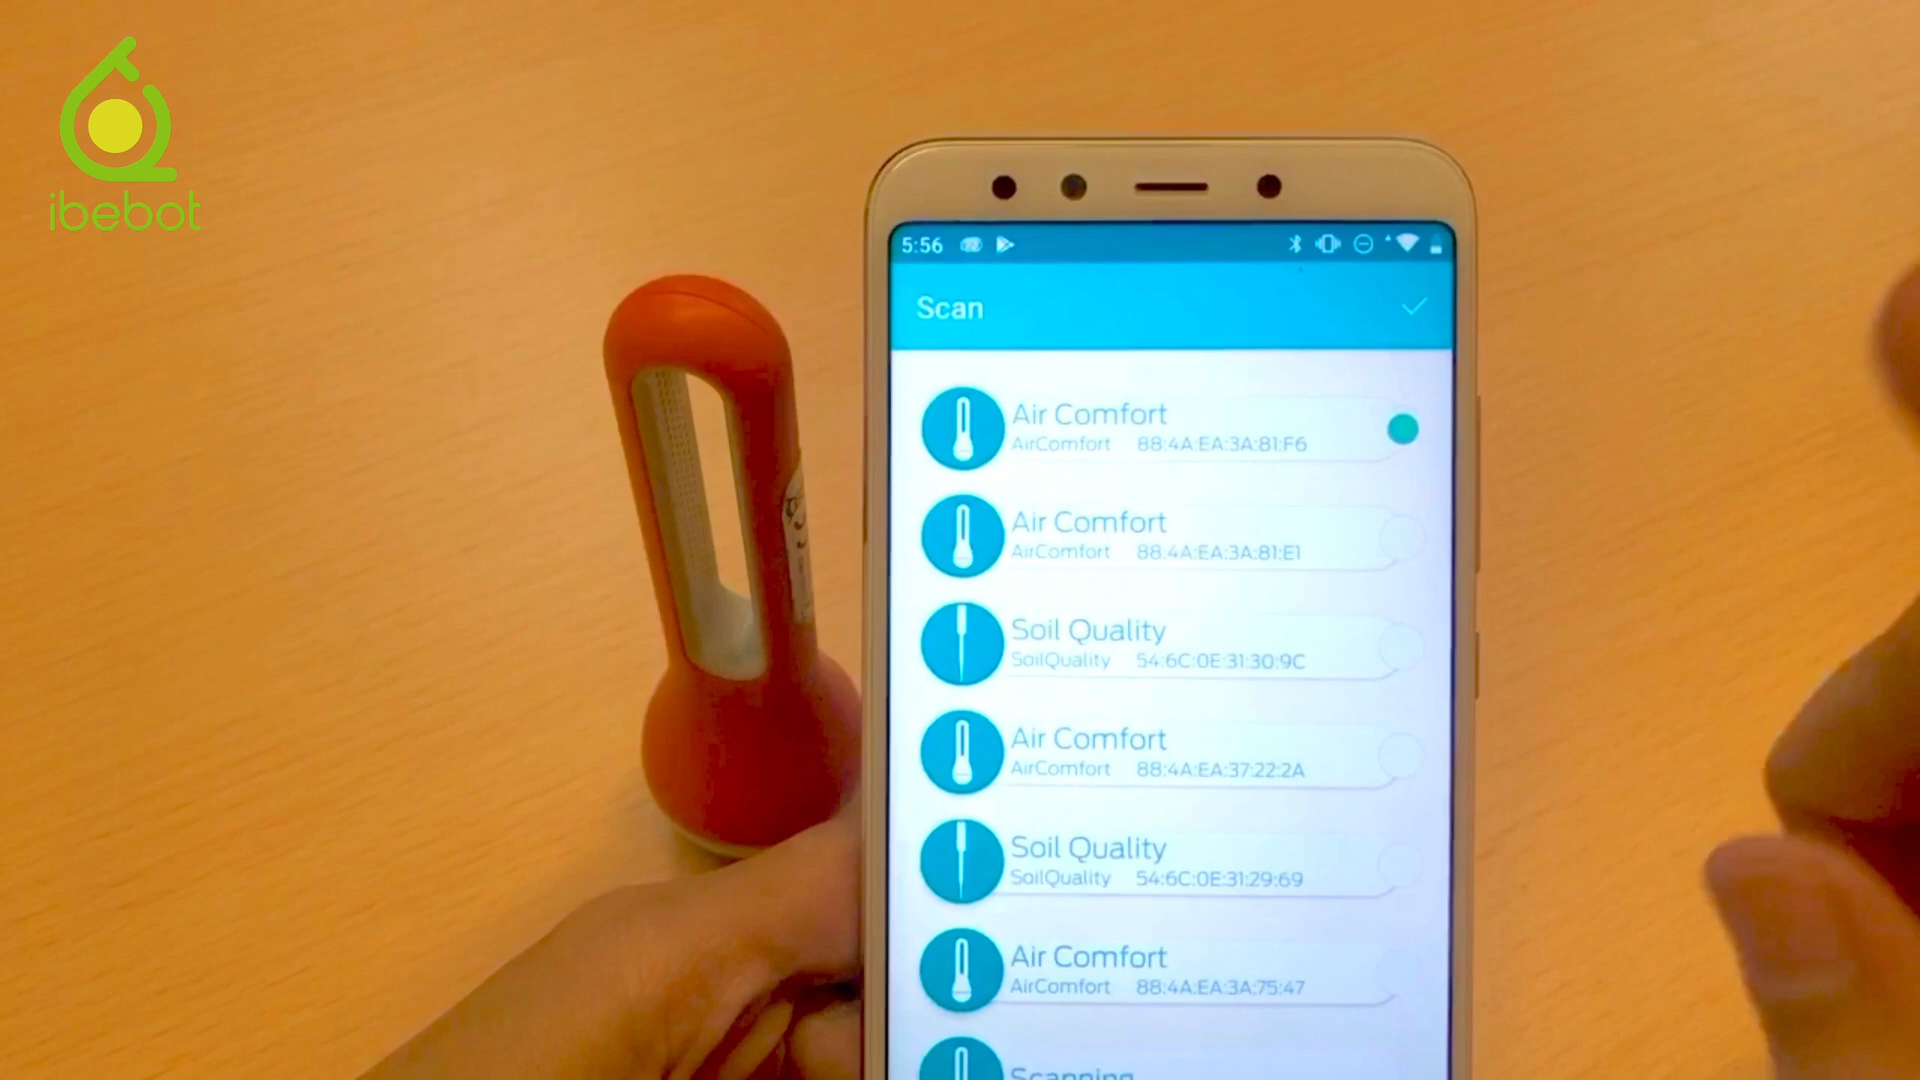 ibebot
5:56
Scan
Air Comfort
AirComfort 88:4A:EA:3A:81:F6
Air Comfort
AirComfort 88:4A:EA:3A:81:E1
Soil Quality
SoilQuality 54:6C:0E:31:30:9C
Air Comfort
AirComfort 88:4A:EA:37:22:2A
Soil Quality
SoilQuality 54:6C:0E:31:29:69
Air Comfort
AirComfort 88:4A:EA:3A:75:47
Scanning